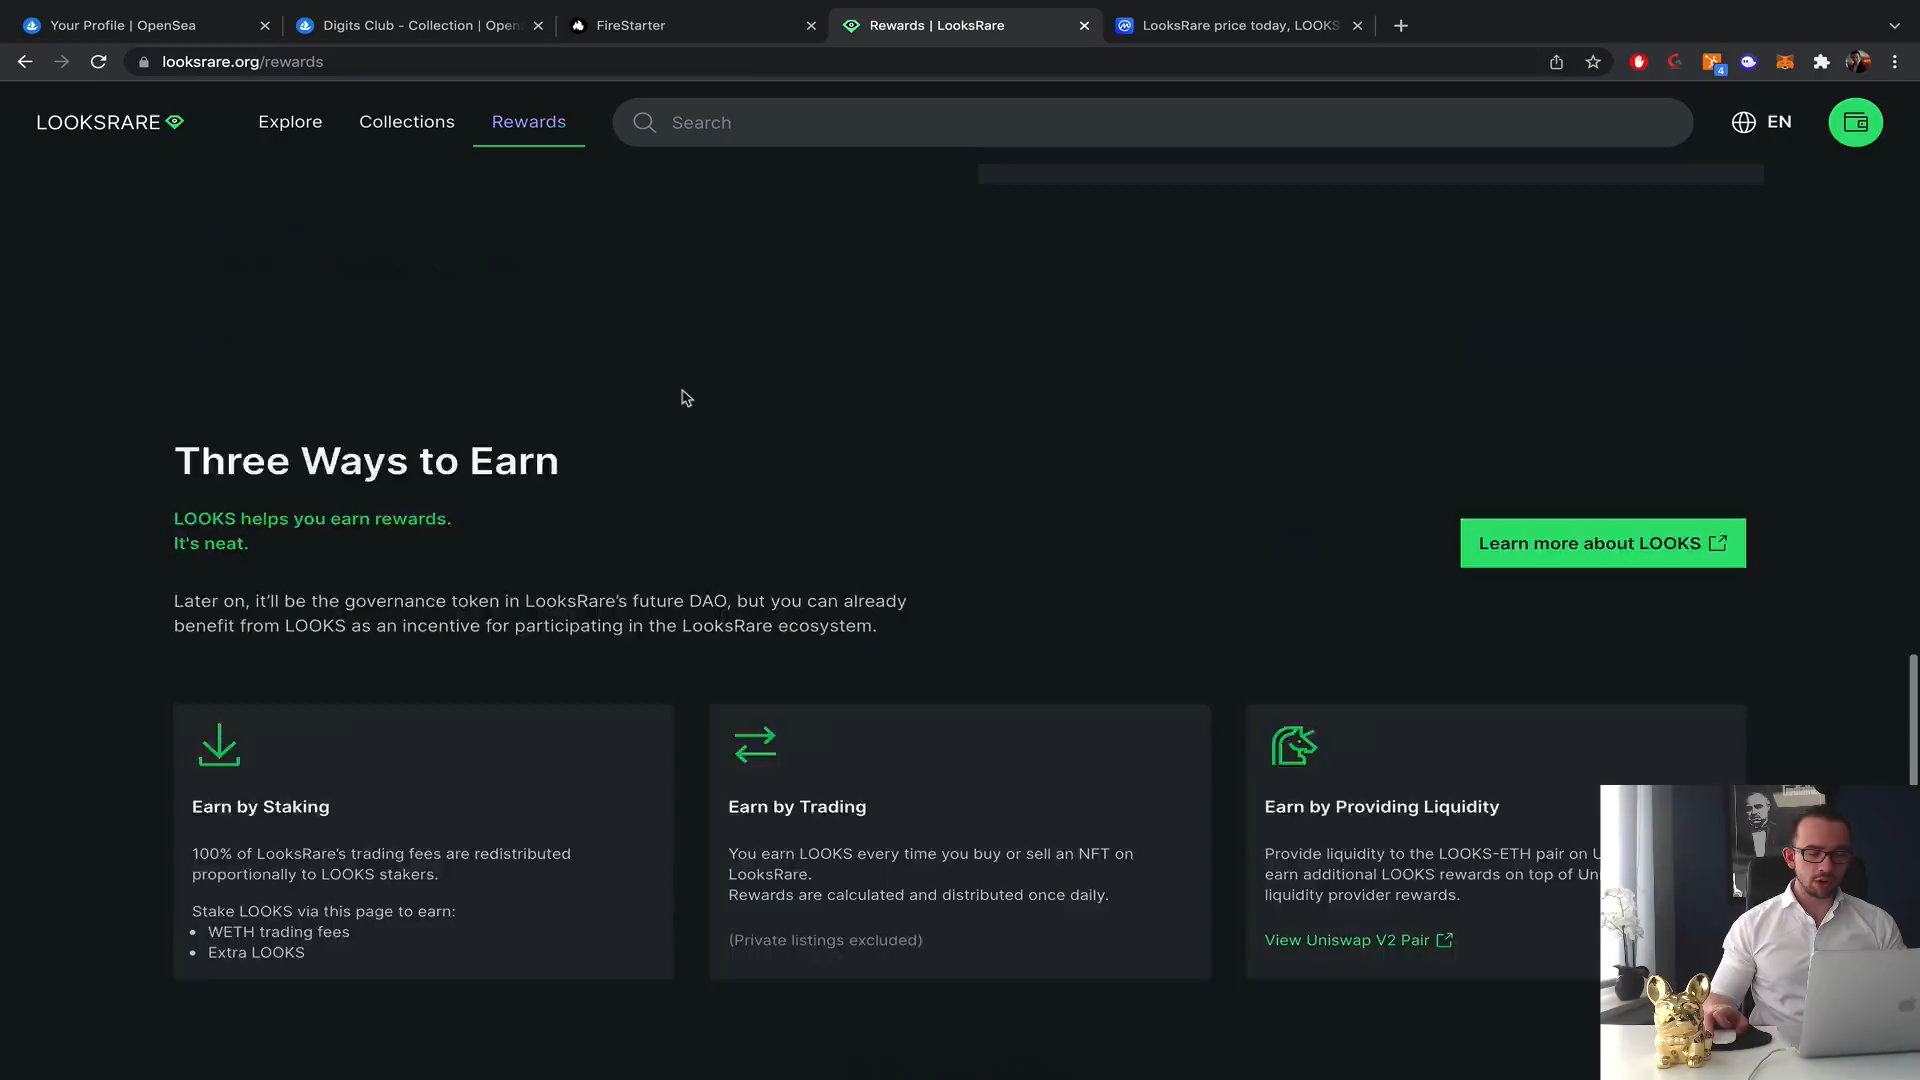 Your Profile | OpenSea
Digits Club - Collection | Open
FireStarter
Rewards | LooksRare
LooksRare price today, LOOKS
looksrare.org/rewards
4
LOOKSRARE
Explore
Collections
Rewards
Search
EN
Three Ways to Earn
LOOKS helps you earn rewards.
It's neat.
Learn more about LOOKS
Later on, it’ll be the governance token in LooksRare’s future DAO, but you can already
benefit from LOOKS as an incentive for participating in the LooksRare ecosystem.
Earn by Staking
100% of LooksRare’s trading fees are redistributed
proportionally to LOOKS stakers.
Stake LOOKS via this page to earn:
• WETH trading fees
• Extra LOOKS
Earn by Trading
You earn LOOKS every time you buy or sell an NFT on
LooksRare.
Rewards are calculated and distributed once daily.
(Private listings excluded)
Earn by Providing Liquidity
Provide liquidity to the LOOKS-ETH pair on
earn additional LOOKS rewards on top of
liquidity provider rewards.
View Uniswap V2 Pair